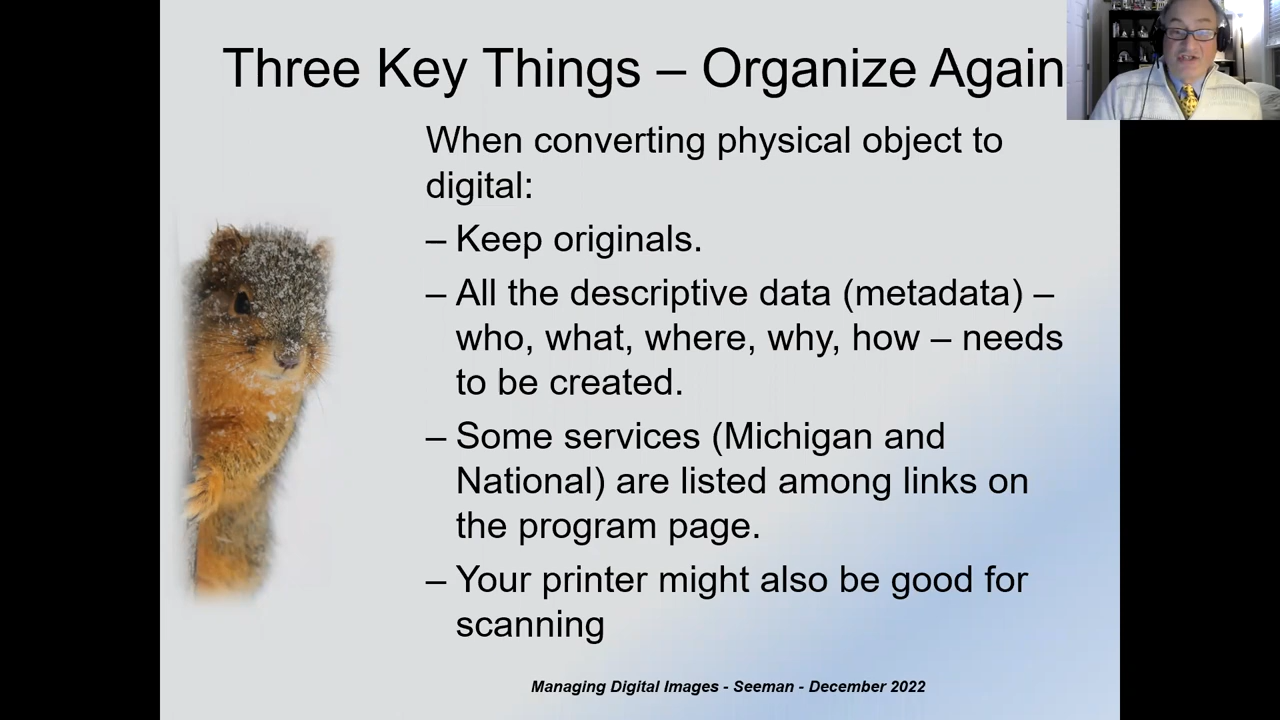 Three Key Things – Organize Again
When converting physical object to
digital:
– Keep originals.
– All the descriptive data (metadata) –
who, what, where, why, how – needs
to be created.
– Some services (Michigan and
National) are listed among links on
the program page.
– Your printer might also be good for
scanning
Managing Digital Images - Seeman - December 2022